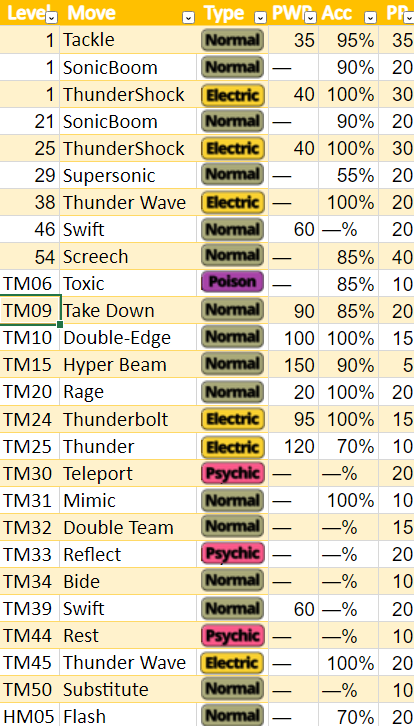 Level Move Type PWR Acc PP
1 Tackle Normal 35 95% 35
1 SonicBoom Normal — 90% 20
1 ThunderShock Electric 40 100% 30
21 SonicBoom Normal — 90% 20
25 ThunderShock Electric 40 100% 30
29 Supersonic Normal — 55% 20
38 Thunder Wave Electric — 100% 20
46 Swift Normal 60 —% 20
54 Screech Normal — 85% 40
TM06 Toxic Poison — 85% 10
TM09 Take Down Normal 90 85% 20
TM10 Double-Edge Normal 100 100% 15
TM15 Hyper Beam Normal 150 90% 5
TM20 Rage Normal 20 100% 20
TM24 Thunderbolt Electric 95 100% 15
TM25 Thunder Electric 120 70% 10
TM30 Teleport Psychic — —% 20
TM31 Mimic Normal — 100% 10
TM32 Double Team Normal — —% 15
TM33 Reflect Psychic — —% 20
TM34 Bide Normal — —% 10
TM39 Swift Normal 60 —% 20
TM44 Rest Psychic — —% 10
TM45 Thunder Wave Electric — 100% 20
TM50 Substitute Normal — —% 10
HM05 Flash Normal — 70% 20